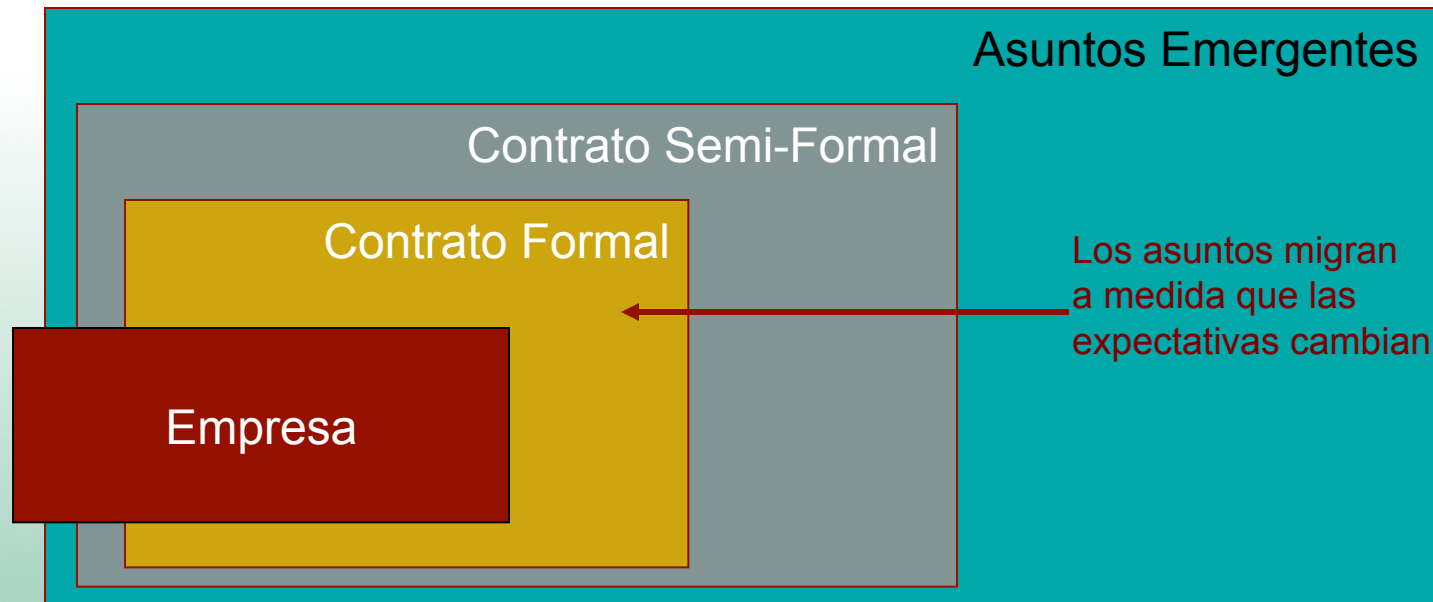 Asuntos Emergentes
Contrato Semi-Formal
Contrato Formal
Los asuntos migran
a medida que las
expectativas cambian
Empresa